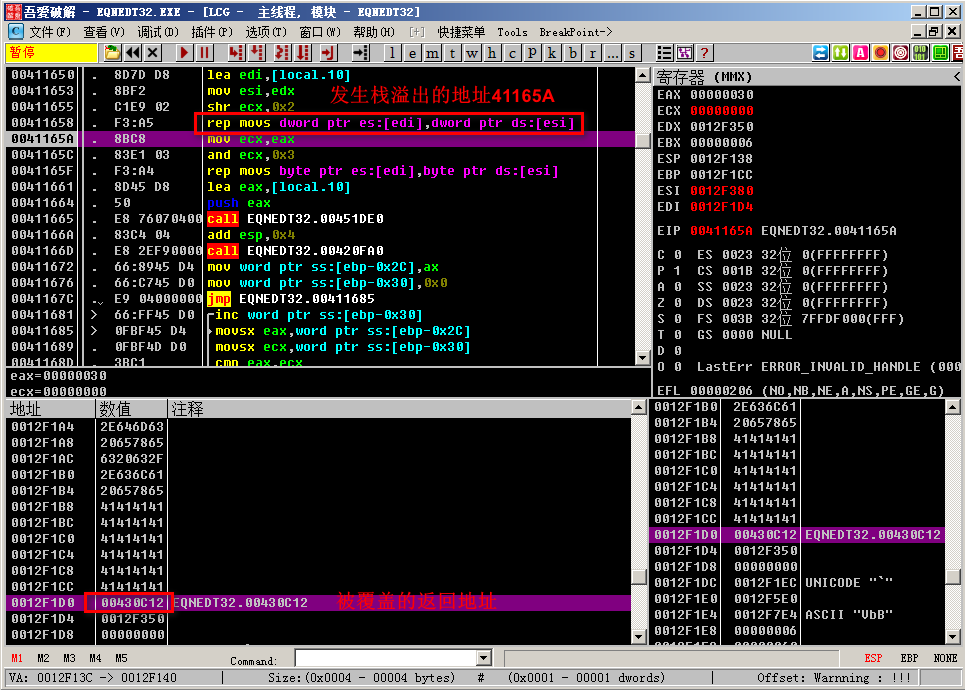 吾愛破解 - EQNEDT32.EXE - [LCG - 主线程, 模块 - EQNEDT32]
文件(F) 查看(V) 调试(D) 插件(P) 选项(T) 窗口(W) 帮助(H) [+] 快捷菜单 Tools BreakPoint->
暂停
l e m t w h c p k b r ... s
00411650 . 8D7D D8 lea edi,[local.10]
00411653 . 8BF2 mov esi,edx
00411655 . C1E9 02 shr ecx,0x2
发生栈溢出的地址41165A
00411658 . F3:A5 rep movs dword ptr es:[edi],dword ptr ds:[esi]
0041165A . 8BC8 mov ecx,eax
0041165C . 83E1 03 and ecx,0x3
0041165F . F3:A4 rep movs byte ptr es:[edi],byte ptr ds:[esi]
00411661 . 8D45 D8 lea eax,[local.10]
00411664 . 50 push eax
00411665 . E8 76070400 call EQNEDT32.00451DE0
0041166A . 83C4 04 add esp,0x4
0041166D . E8 2EF90000 call EQNEDT32.00420FA0
00411672 . 66:8945 D4 mov word ptr ss:[ebp-0x2C],ax
00411676 . 66:C745 D0 mov word ptr ss:[ebp-0x30],0x0
0041167C . E9 04000000 jmp EQNEDT32.00411685
00411681 > 66:FF45 D0 inc word ptr ss:[ebp-0x30]
00411685 > 0FBF45 D4 movsx eax,word ptr ss:[ebp-0x2C]
00411689 . 0FBF4D D0 movsx ecx,word ptr ss:[ebp-0x30]
0041168D . 3BC1 cmp eax,ecx
eax=00000030
ecx=00000000
寄存器 (MMX) <
EAX 00000030
ECX 00000000
EDX 0012F350
EBX 00000006
ESP 0012F138
EBP 0012F1CC
ESI 0012F380
EDI 0012F1D4
EIP 0041165A EQNEDT32.0041165A
C 0 ES 0023 32位 0(FFFFFFFF)
P 1 CS 001B 32位 0(FFFFFFFF)
A 0 SS 0023 32位 0(FFFFFFFF)
Z 0 DS 0023 32位 0(FFFFFFFF)
S 0 FS 003B 32位 7FFDF000(FFF)
T 0 GS 0000 NULL
D 0
O 0 LastErr ERROR_INVALID_HANDLE (000
EFL 00000206 (NO,NB,NE,A,NS,PE,GE,G)
地址 数值 注释
0012F1A4 2E646D63
0012F1A8 20657865
0012F1AC 6320632F
0012F1B0 2E636C61
0012F1B4 20657865
0012F1B8 41414141
0012F1BC 41414141
0012F1C0 41414141
0012F1C4 41414141
0012F1C8 41414141
0012F1CC 41414141
0012F1D0 00430C12 EQNEDT32.00430C12 被覆盖的返回地址
0012F1D4 0012F350
0012F1D8 00000000
0012F1B0 2E636C61
0012F1B4 20657865
0012F1B8 41414141
0012F1BC 41414141
0012F1C0 41414141
0012F1C4 41414141
0012F1C8 41414141
0012F1CC 41414141
0012F1D0 00430C12 EQNEDT32.00430C12
0012F1D4 0012F350
0012F1D8 00000000
0012F1DC 0012F1EC UNICODE "`"
0012F1E0 0012F5E0
0012F1E4 0012F7E4 ASCII "VbB"
0012F1E8 00000006
M1 M2 M3 M4 M5 Command: ESP EBP NONE
VA: 0012F13C -> 0012F140 Size:(0x0004 - 00004 bytes) # (0x0001 - 00001 dwords) Offset: Warnning : !!!